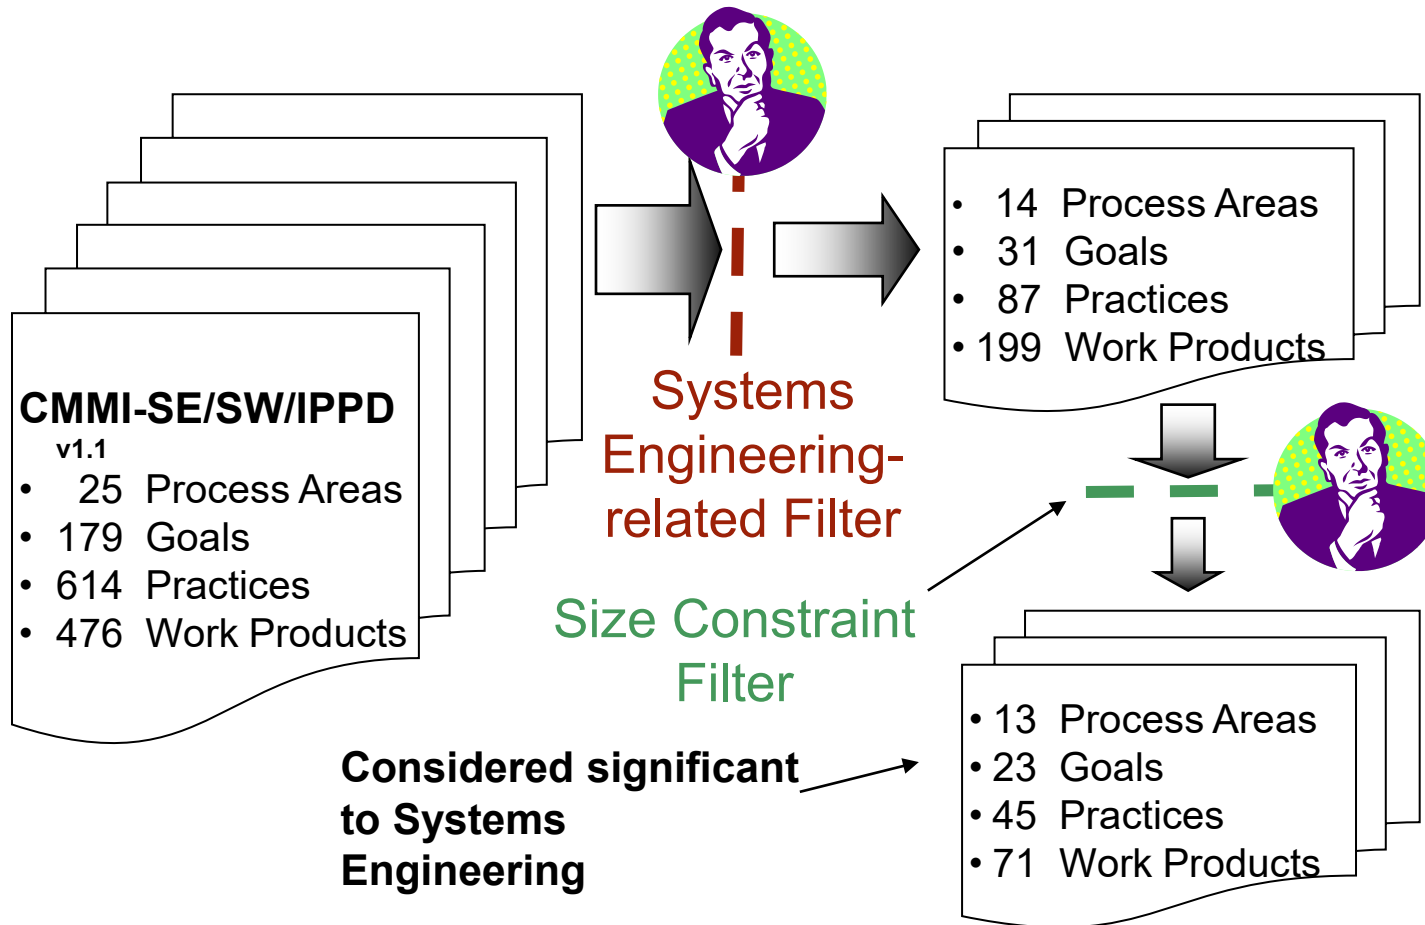 CMMI-SE/SW/IPPD
v1.1
• 25 Process Areas
• 179 Goals
• 614 Practices
• 476 Work Products
Systems
Engineering-
related Filter
• 14 Process Areas
• 31 Goals
• 87 Practices
• 199 Work Products
Size Constraint
Filter
Considered significant
to Systems
Engineering
• 13 Process Areas
• 23 Goals
• 45 Practices
• 71 Work Products